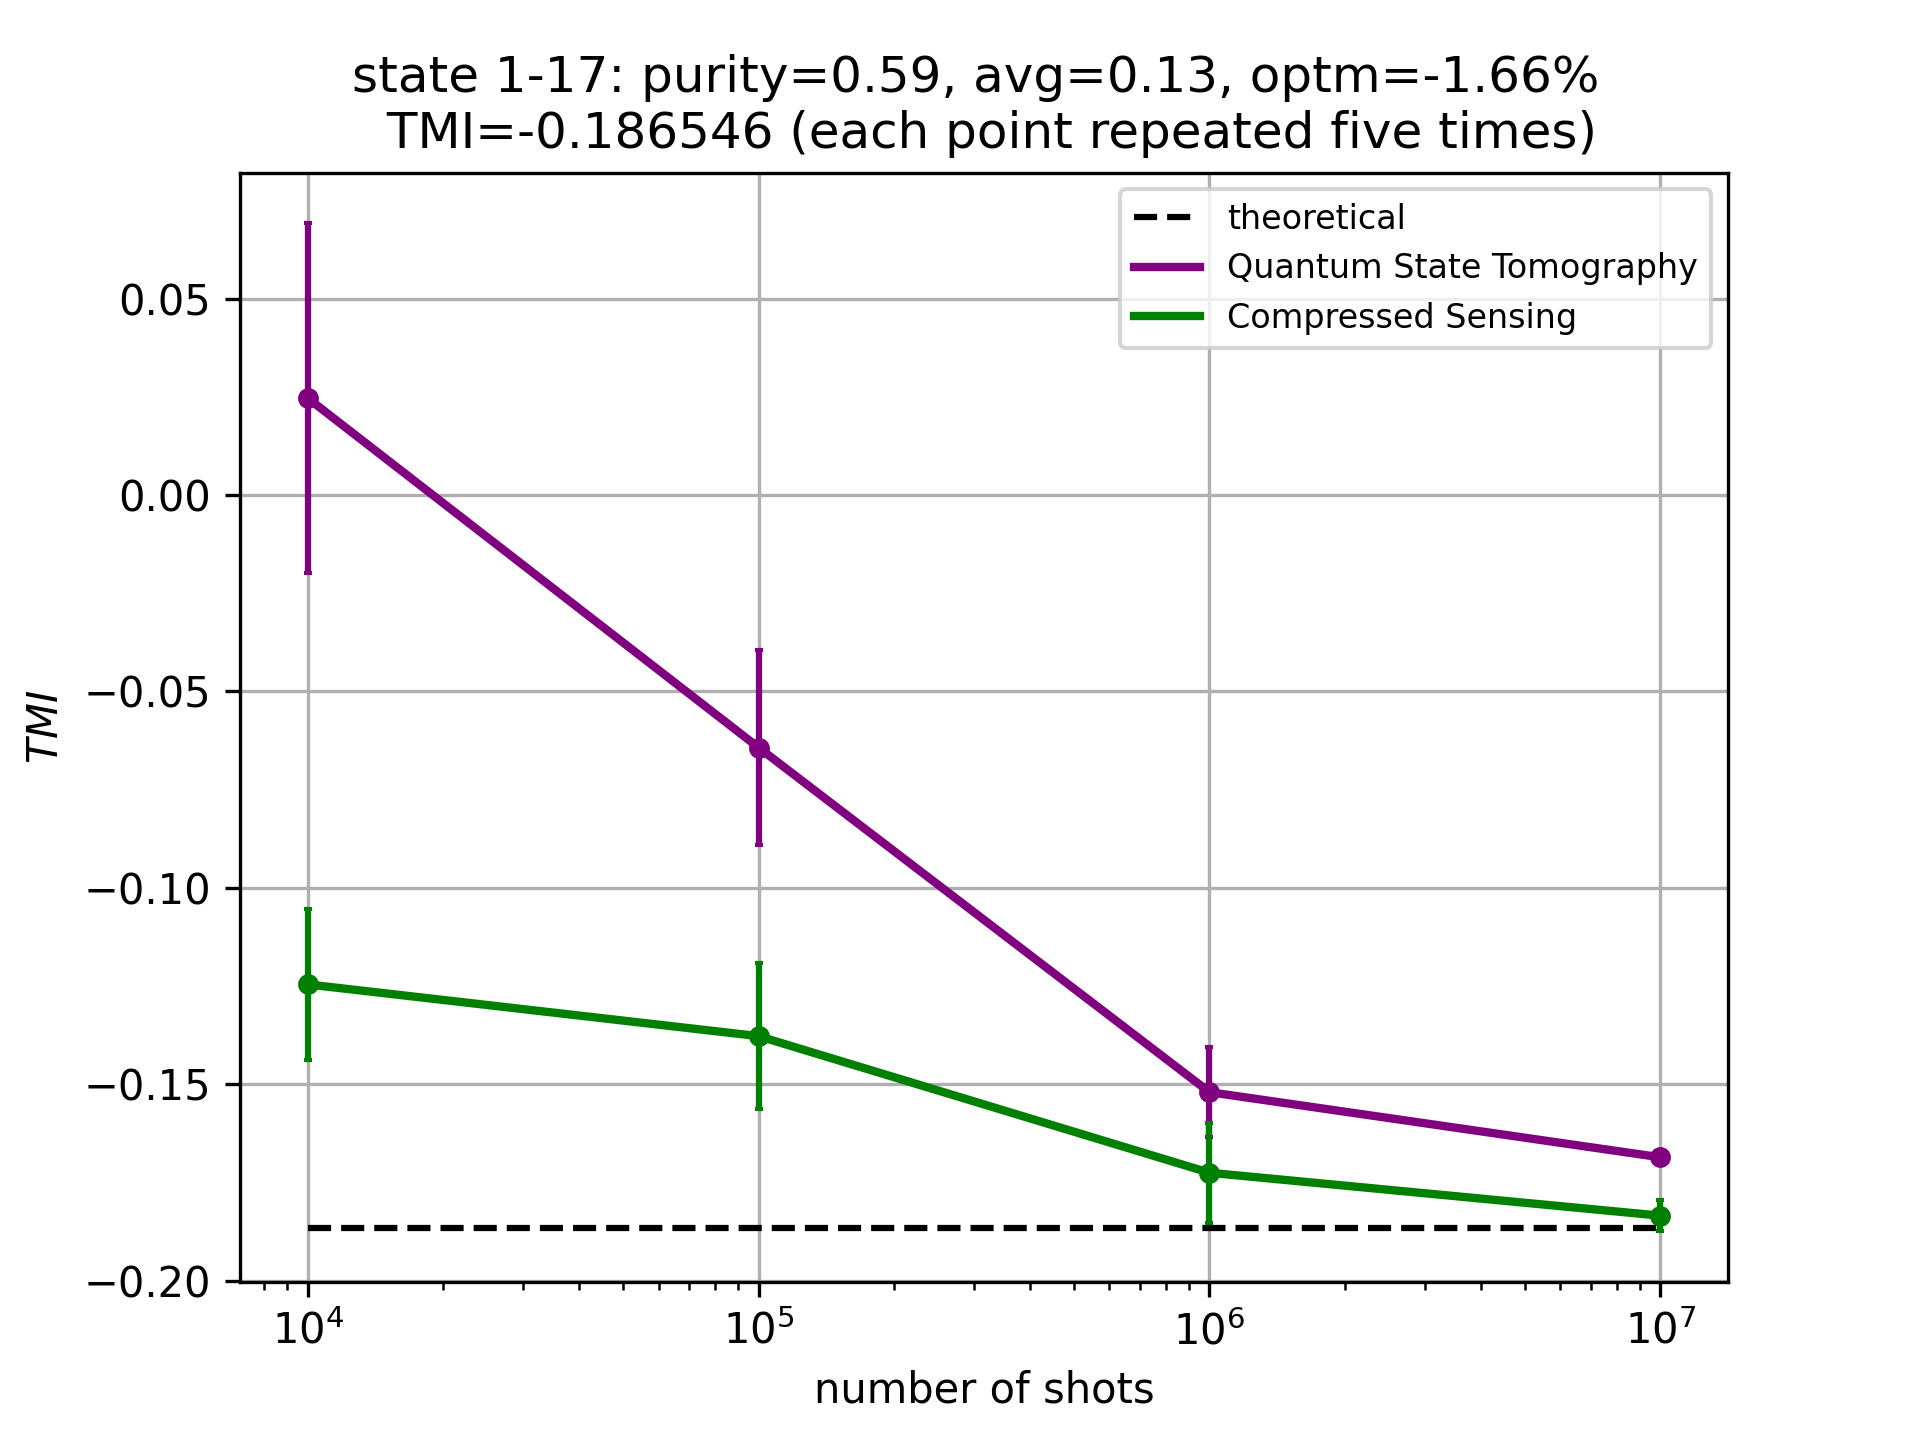 state 1-17: purity=0.59, avg=0.13, optm=-1.66%
TMI=-0.186546 (each point repeated five times)
theoretical
Quantum State Tomography
Compressed Sensing
0.05
0.00
−0.05
−0.10
−0.15
−0.20
TMI
10⁴
10⁵
10⁶
10⁷
number of shots